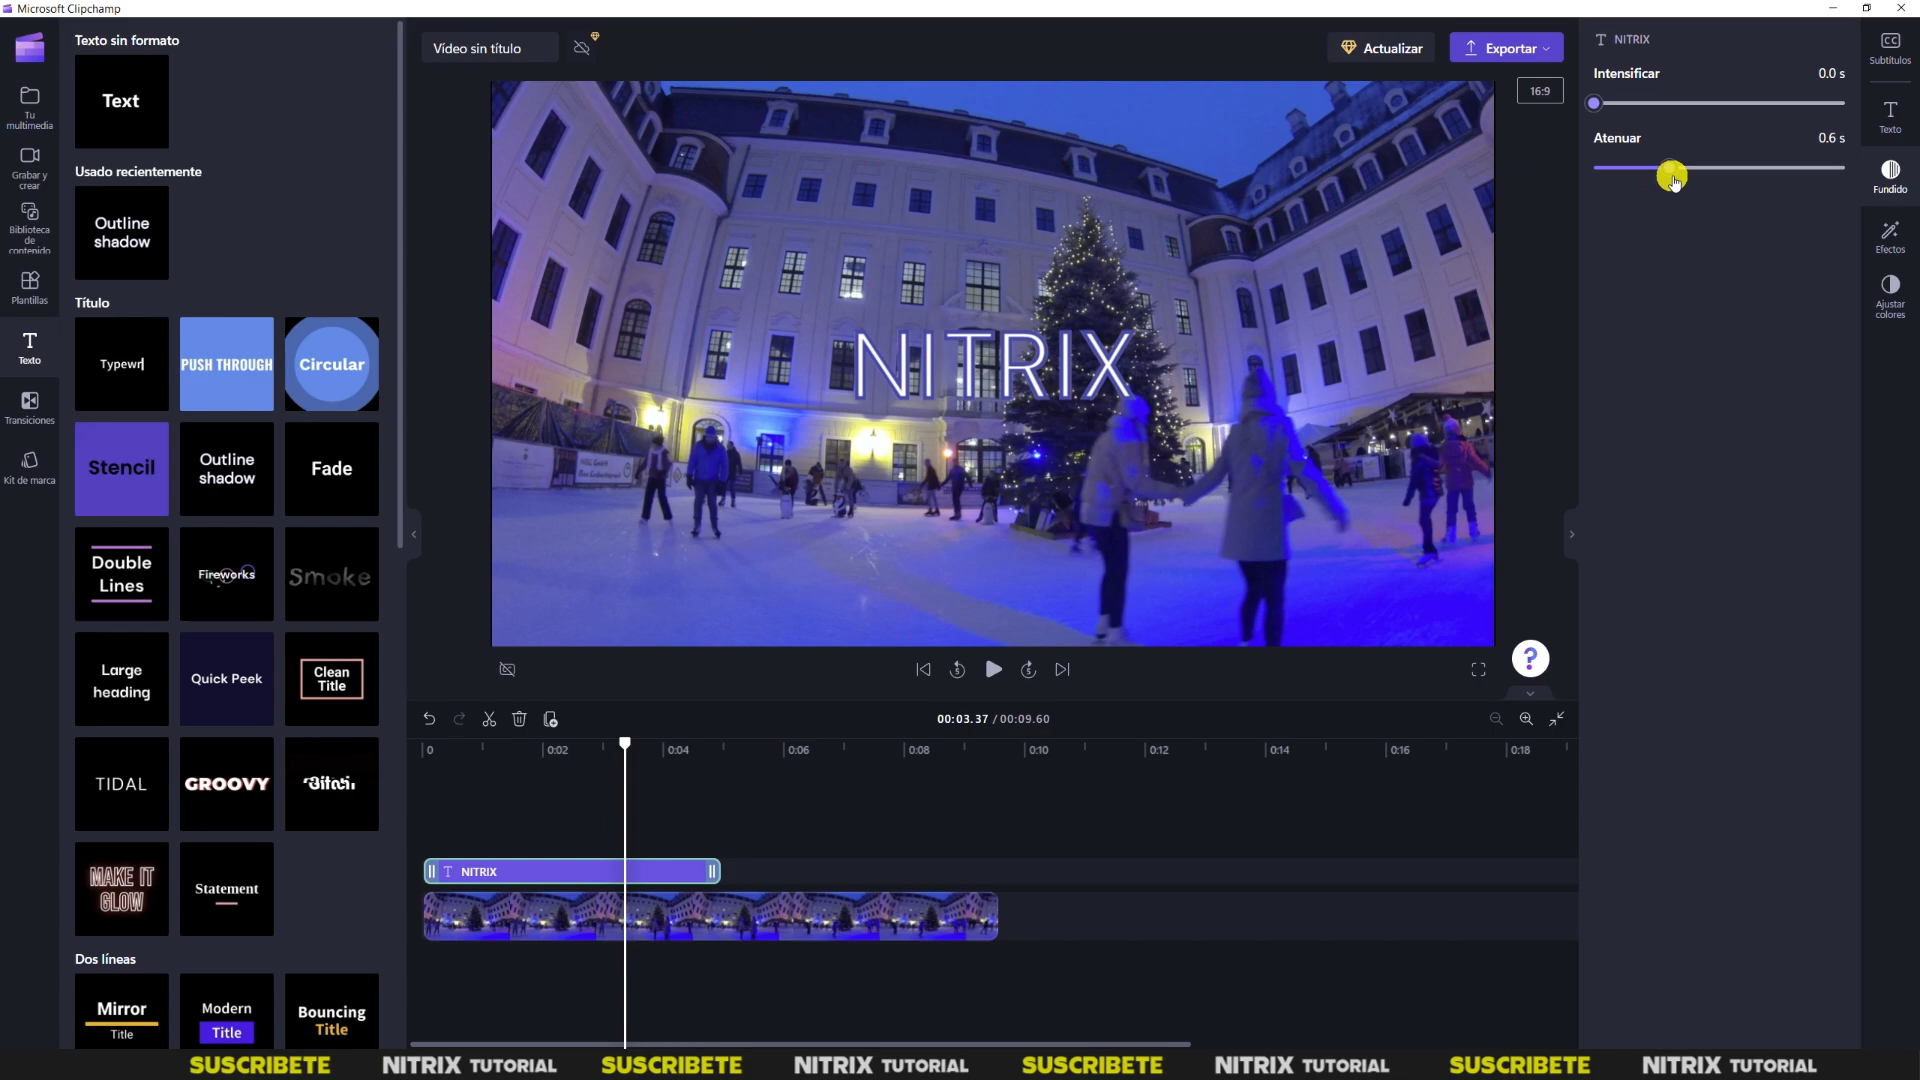 Microsoft Clipchamp
Texto sin formato
Text
Usado recientemente
Outline
shadow
Título
Typewr
PUSH THROUGH
Circular
Stencil
Outline
shadow
Fade
Double
Lines
Fireworks
Smoke
Large
heading
Quick Peek
Clean
Title
TIDAL
GROOVY
Glitch
MAKE IT
GLOW
Statement
Dos líneas
Mirror
Title
Modern
Title
Bouncing
Title
Tu
multimedia
Grabar y
crear
Biblioteca
de
contenido
Plantillas
Texto
Transiciones
Kit de marca
Vídeo sin título
Actualizar
Exportar
16:9
NITRIX
?
00:03.37 / 00:09.60
0
0:02
0:04
0:06
0:08
0:10
0:12
0:14
0:16
0:18
T NITRIX
T NITRIX
Intensificar 0.0 s
Atenuar 0.6 s
CC
Subtítulos
Texto
Fundido
Efectos
Ajustar
colores
SUSCRIBETE NITRIX TUTORIAL SUSCRIBETE NITRIX TUTORIAL SUSCRIBETE NITRIX TUTORIAL SUSCRIBETE NITRIX TUTORIAL